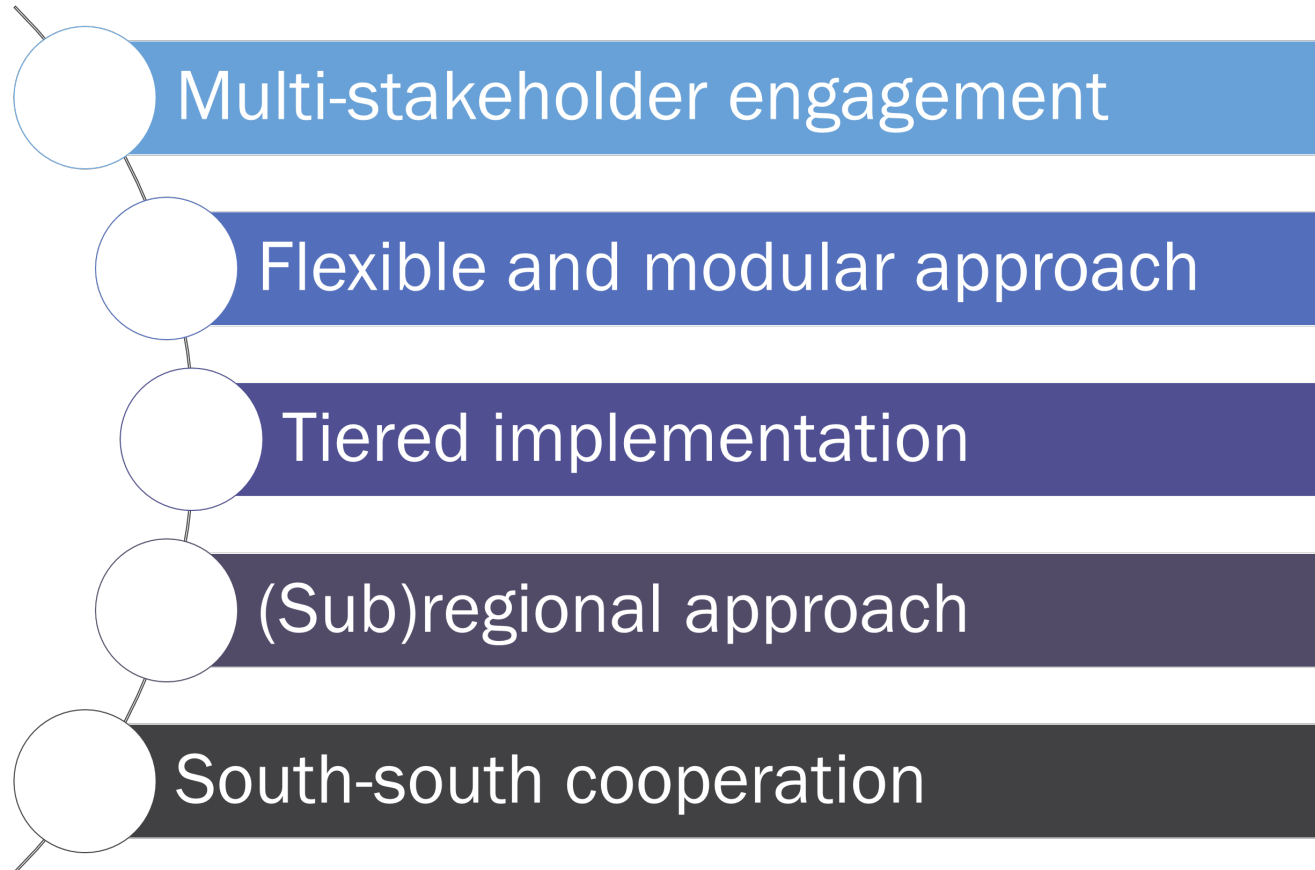 Multi-stakeholder engagement
Flexible and modular approach
Tiered implementation
(Sub)regional approach
South-south cooperation